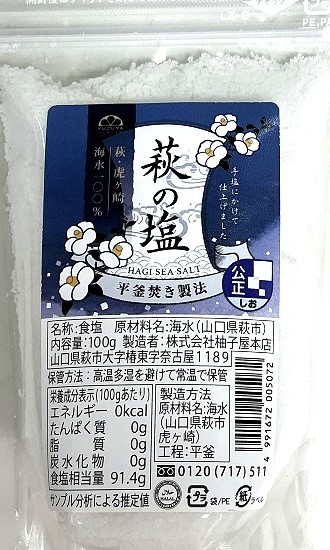 PE,P
YUZUYA
萩・虎ヶ崎
海水一〇〇%
萩の塩
手塩にかけて
仕上げました
HAGI SEA SALT
平釜焚き製法
公正
しお
名称:食塩 原材料名:海水(山口県萩市)
内容量:100g 製造者:株式会社柚子屋本店
山口県萩市大字椿東字奈古屋1189
保管方法:高温多湿を避けて常温で保管
栄養成分表示(100gあたり)
エネルギー 0kcal
たんぱく質 0g
脂質 0g
炭水化物 0g
食塩相当量 91.4g
サンプル分析による推定値
製造方法
原材料名:海水
(山口県萩市
虎ヶ崎)
工程:平釜
0120(717)511
HALAL
プラ
袋/PE
紙
ラベル
4 991672 005072